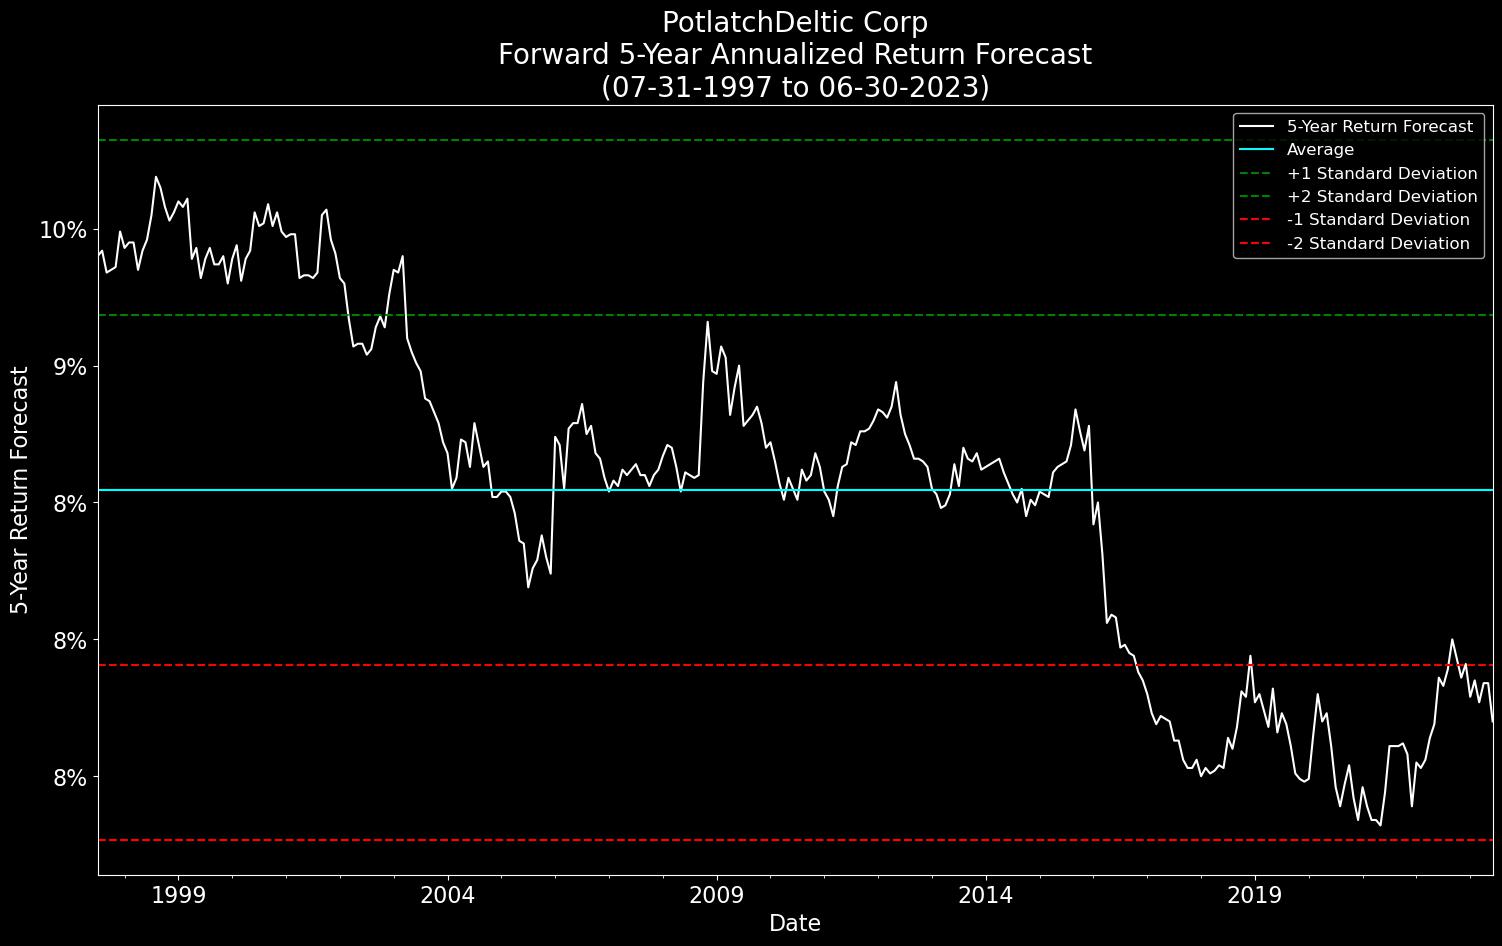 PotlatchDeltic Corp
Forward 5-Year Annualized Return Forecast
(07-31-1997 to 06-30-2023)
5-Year Return Forecast
Average
+1 Standard Deviation
+2 Standard Deviation
-1 Standard Deviation
-2 Standard Deviation
10%
9%
8%
8%
8%
5-Year Return Forecast
1999
2004
2009
2014
2019
Date